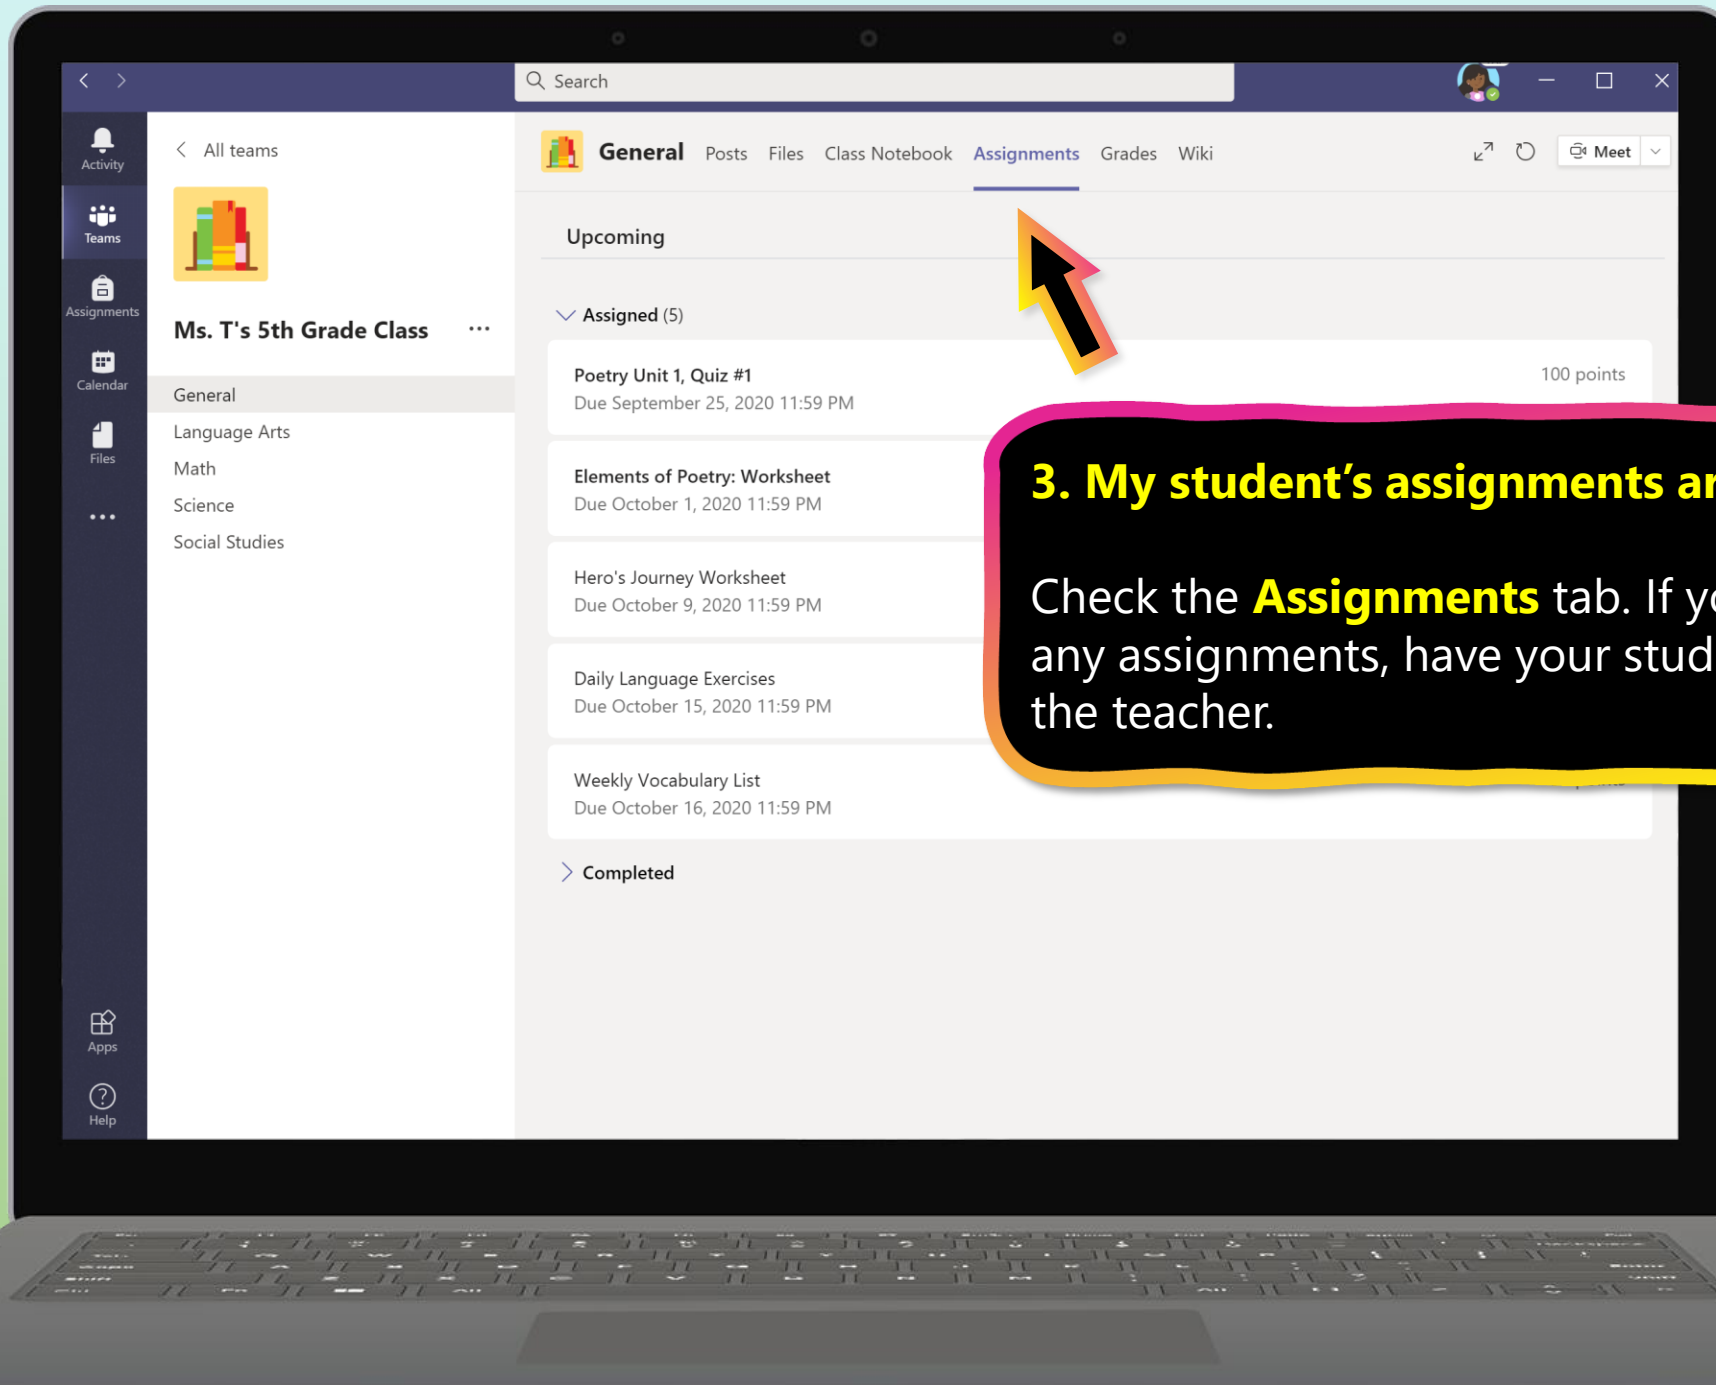 Search
Activity
Teams
Assignments
Calendar
Files
Apps
Help
All teams
Ms. T's 5th Grade Class
General
Language Arts
Math
Science
Social Studies
General Posts Files Class Notebook Assignments Grades Wiki
Meet
Upcoming
Assigned (5)
Poetry Unit 1, Quiz #1
100 points
Due September 25, 2020 11:59 PM
Elements of Poetry: Worksheet
Due October 1, 2020 11:59 PM
Hero's Journey Worksheet
Due October 9, 2020 11:59 PM
Daily Language Exercises
Due October 15, 2020 11:59 PM
Weekly Vocabulary List
Due October 16, 2020 11:59 PM
Completed
3. My student’s assignments
Check the Assignments tab. If
any assignments, have your
the teacher.